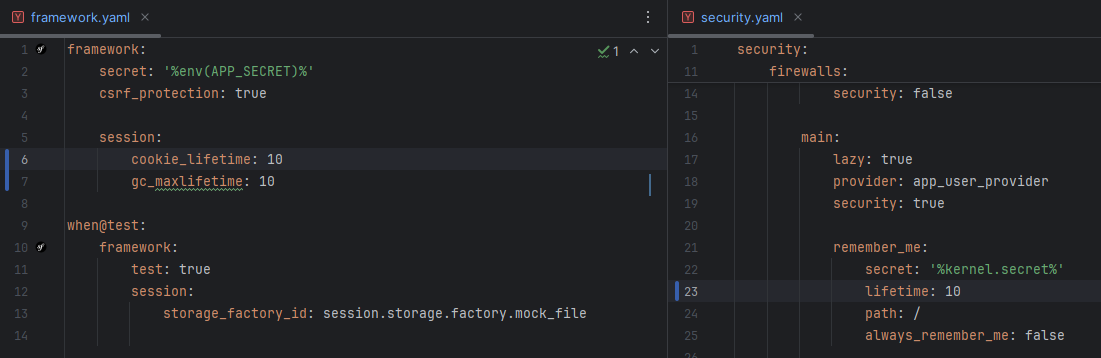 framework.yaml
1 framework:
2 secret: '%env(APP_SECRET)%'
3 csrf_protection: true
4
5 session:
6 cookie_lifetime: 10
7 gc_maxlifetime: 10
8
9 when@test:
10 framework:
11 test: true
12 session:
13 storage_factory_id: session.storage.factory.mock_file
14
1
security.yaml
1 security:
11 firewalls:
14 security: false
15
16 main:
17 lazy: true
18 provider: app_user_provider
19 security: true
20
21 remember_me:
22 secret: '%kernel.secret%'
23 lifetime: 10
24 path: /
25 always_remember_me: false
26